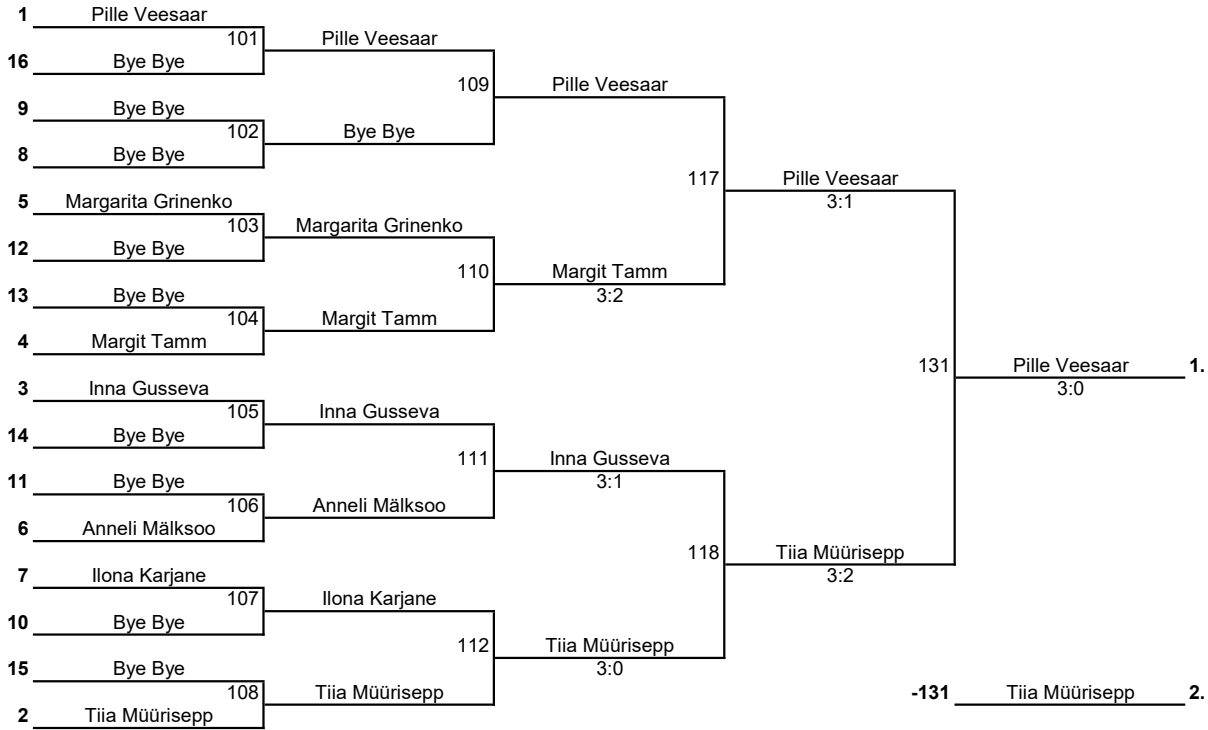 1 Pille Veesaar
101 Pille Veesaar
16 Bye Bye
109 Pille Veesaar
9 Bye Bye
102 Bye Bye
8 Bye Bye
117 Pille Veesaar
3:1
5 Margarita Grinenko
103 Margarita Grinenko
12 Bye Bye
110 Margit Tamm
3:2
13 Bye Bye
104 Margit Tamm
4 Margit Tamm
131 Pille Veesaar 1.
3:0
3 Inna Gusseva
105 Inna Gusseva
14 Bye Bye
111 Inna Gusseva
3:1
11 Bye Bye
106 Anneli Mälksoo
6 Anneli Mälksoo
118 Tiia Müürisepp
3:2
7 Ilona Karjane
107 Ilona Karjane
10 Bye Bye
112 Tiia Müürisepp
3:0
15 Bye Bye
108 Tiia Müürisepp
2 Tiia Müürisepp
-131 Tiia Müürisepp 2.